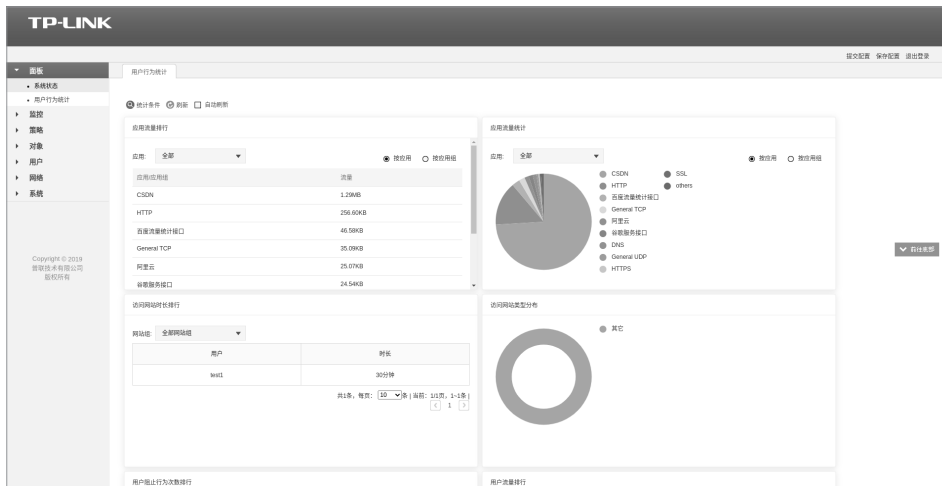 TP-LINK
提交配置 保存配置 退出登录
面板
系统状态
用户行为统计
监控
策略
对象
用户
网络
系统
Copyright © 2019
普联技术有限公司
版权所有
用户行为统计
统计条件 刷新 自动刷新
应用流量排行
应用: 全部 按应用 按应用组
应用/应用组 流量
CSDN 1.29MB
HTTP 256.60KB
百度流量统计接口 46.58KB
General TCP 35.09KB
阿里云 25.07KB
谷歌服务接口 24.54KB
应用流量统计
应用: 全部 按应用 按应用组
CSDN SSL
HTTP others
百度流量统计接口
General TCP
阿里云
谷歌服务接口
DNS
General UDP
HTTPS
前往底部
访问网站时长排行
网站组: 全部网站组
用户 时长
test1 30分钟
共1条, 每页: 10 条 | 当前: 1/1页, 1~1条 |
< 1 >
访问网站类型分布
其它
用户阻止行为次数排行
用户流量排行